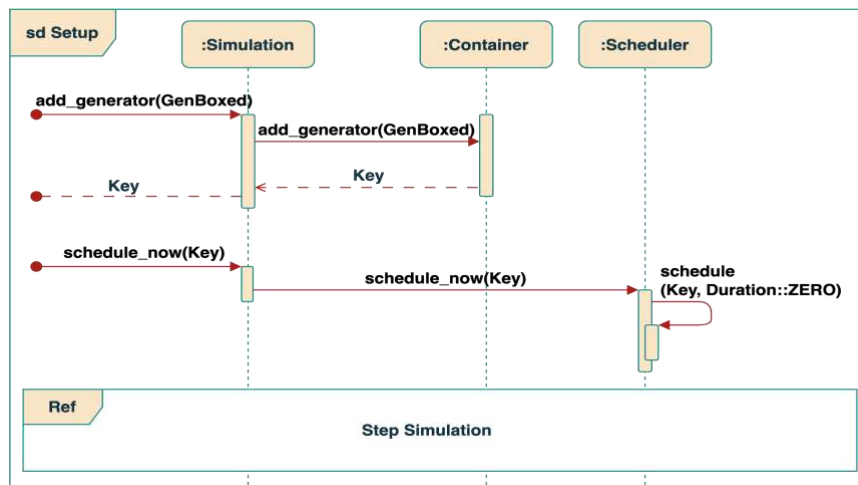 sd Setup
:Simulation
:Container
:Scheduler
add_generator(GenBoxed)
add_generator(GenBoxed)
Key
Key
schedule_now(Key)
schedule_now(Key)
schedule
(Key, Duration::ZERO)
Ref
Step Simulation